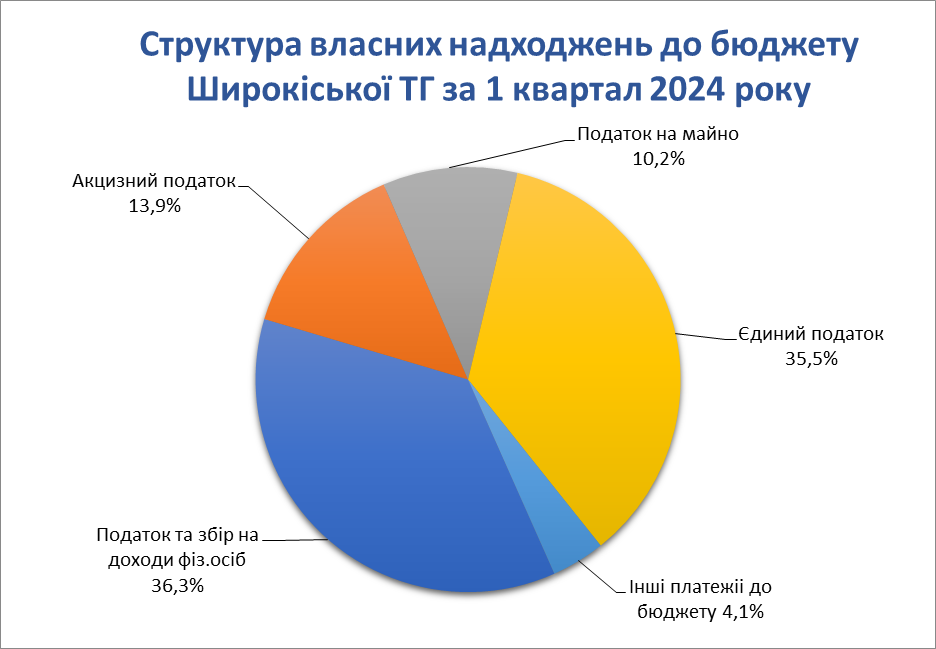 Структура власних надходжень до бюджету
Широкіської ТГ за 1 квартал 2024 року
Податок на майно
10,2%
Акцизний податок
13,9%
Єдиний податок
35,5%
Податок та збір на
доходи фіз.осіб
36,3%
Інші платежіі до
бюджету 4,1%